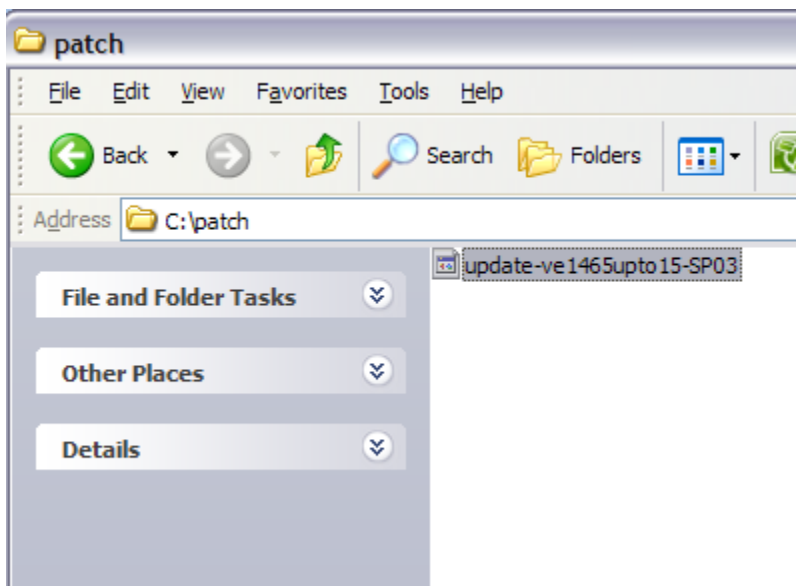 patch
File Edit View Favorites Tools Help
Back Search Folders
Address C:\patch
update-ve1465upto15-SP03
File and Folder Tasks
Other Places
Details